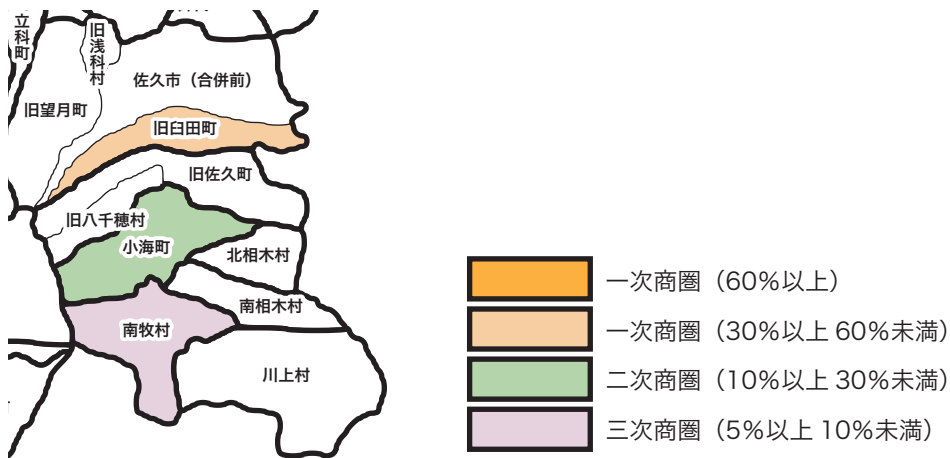 立科町
旧浅科村
佐久市（合併前）
旧望月町
旧臼田町
旧佐久町
旧八千穂村
小海町
北相木村
南相木村
南牧村
川上村
一次商圏（60%以上）
一次商圏（30%以上 60%未満）
二次商圏（10%以上 30%未満）
三次商圏（5%以上 10%未満）